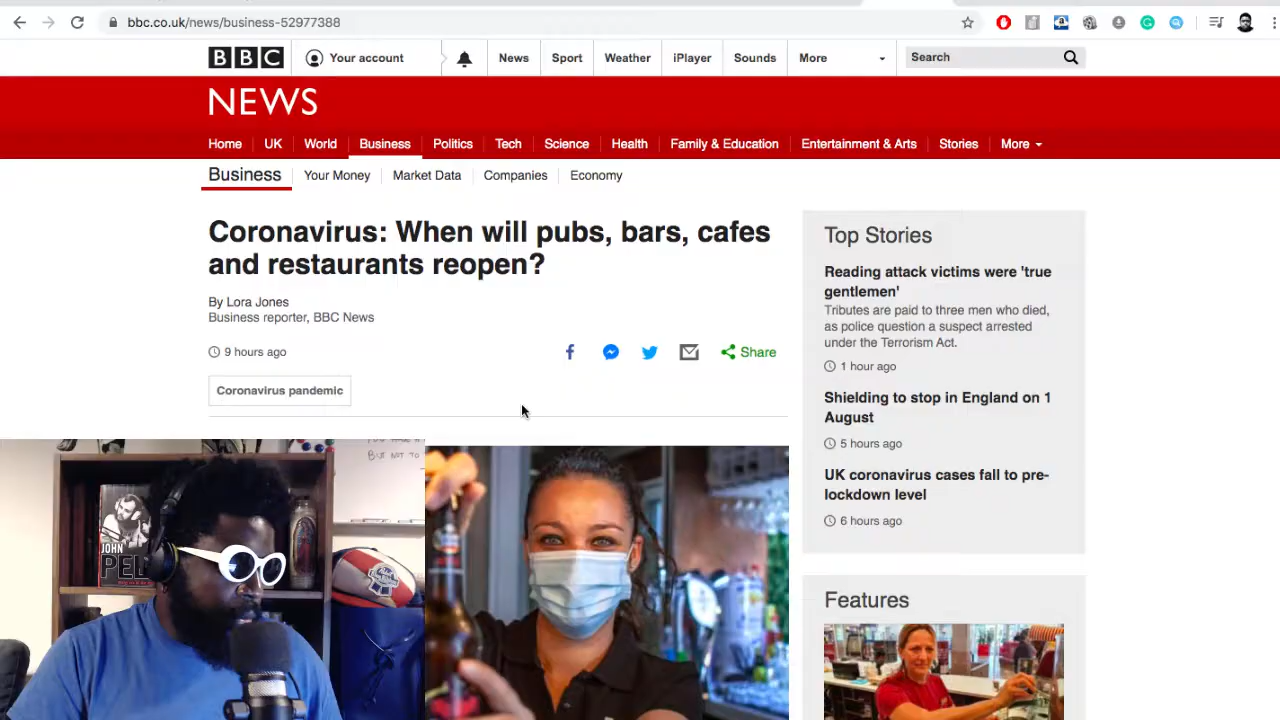 bbc.co.uk/news/business-52977388
BBC
Your account
News
Sport
Weather
iPlayer
Sounds
More
Search
NEWS
Home
UK
World
Business
Politics
Tech
Science
Health
Family & Education
Entertainment & Arts
Stories
More
Business
Your Money
Market Data
Companies
Economy
Coronavirus: When will pubs, bars, cafes
and restaurants reopen?
By Lora Jones
Business reporter, BBC News
9 hours ago
Share
Coronavirus pandemic
Top Stories
Reading attack victims were 'true
gentlemen'
Tributes are paid to three men who died,
as police question a suspect arrested
under the Terrorism Act.
1 hour ago
Shielding to stop in England on 1
August
5 hours ago
UK coronavirus cases fall to pre-
lockdown level
6 hours ago
Features
BUT NOT TO
JOHN